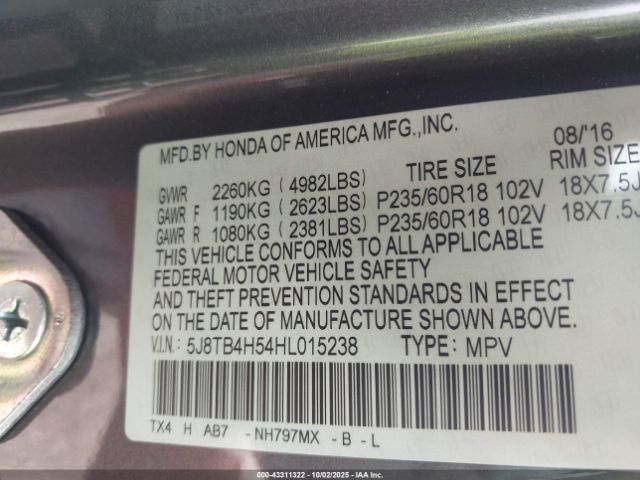 MFD.BY HONDA OF AMERICA MFG.,INC. 08/'16
TIRE SIZE RIM SIZE
GVWR 2260KG ( 4982LBS)
GAWR F 1190KG ( 2623LBS) P235/60R18 102V 18X7.5J
GAWR R 1080KG ( 2381LBS) P235/60R18 102V 18X7.5J
THIS VEHICLE CONFORMS TO ALL APPLICABLE
FEDERAL MOTOR VEHICLE SAFETY
AND THEFT PREVENTION STANDARDS IN EFFECT
ON THE DATE OF MANUFACTURE SHOWN ABOVE.
V.I.N.: 5J8TB4H54HL015238 TYPE: MPV
TX4 H AB7 -NH797MX -B -L
000-43311322 - 10/02/2025 - IAAI.COM